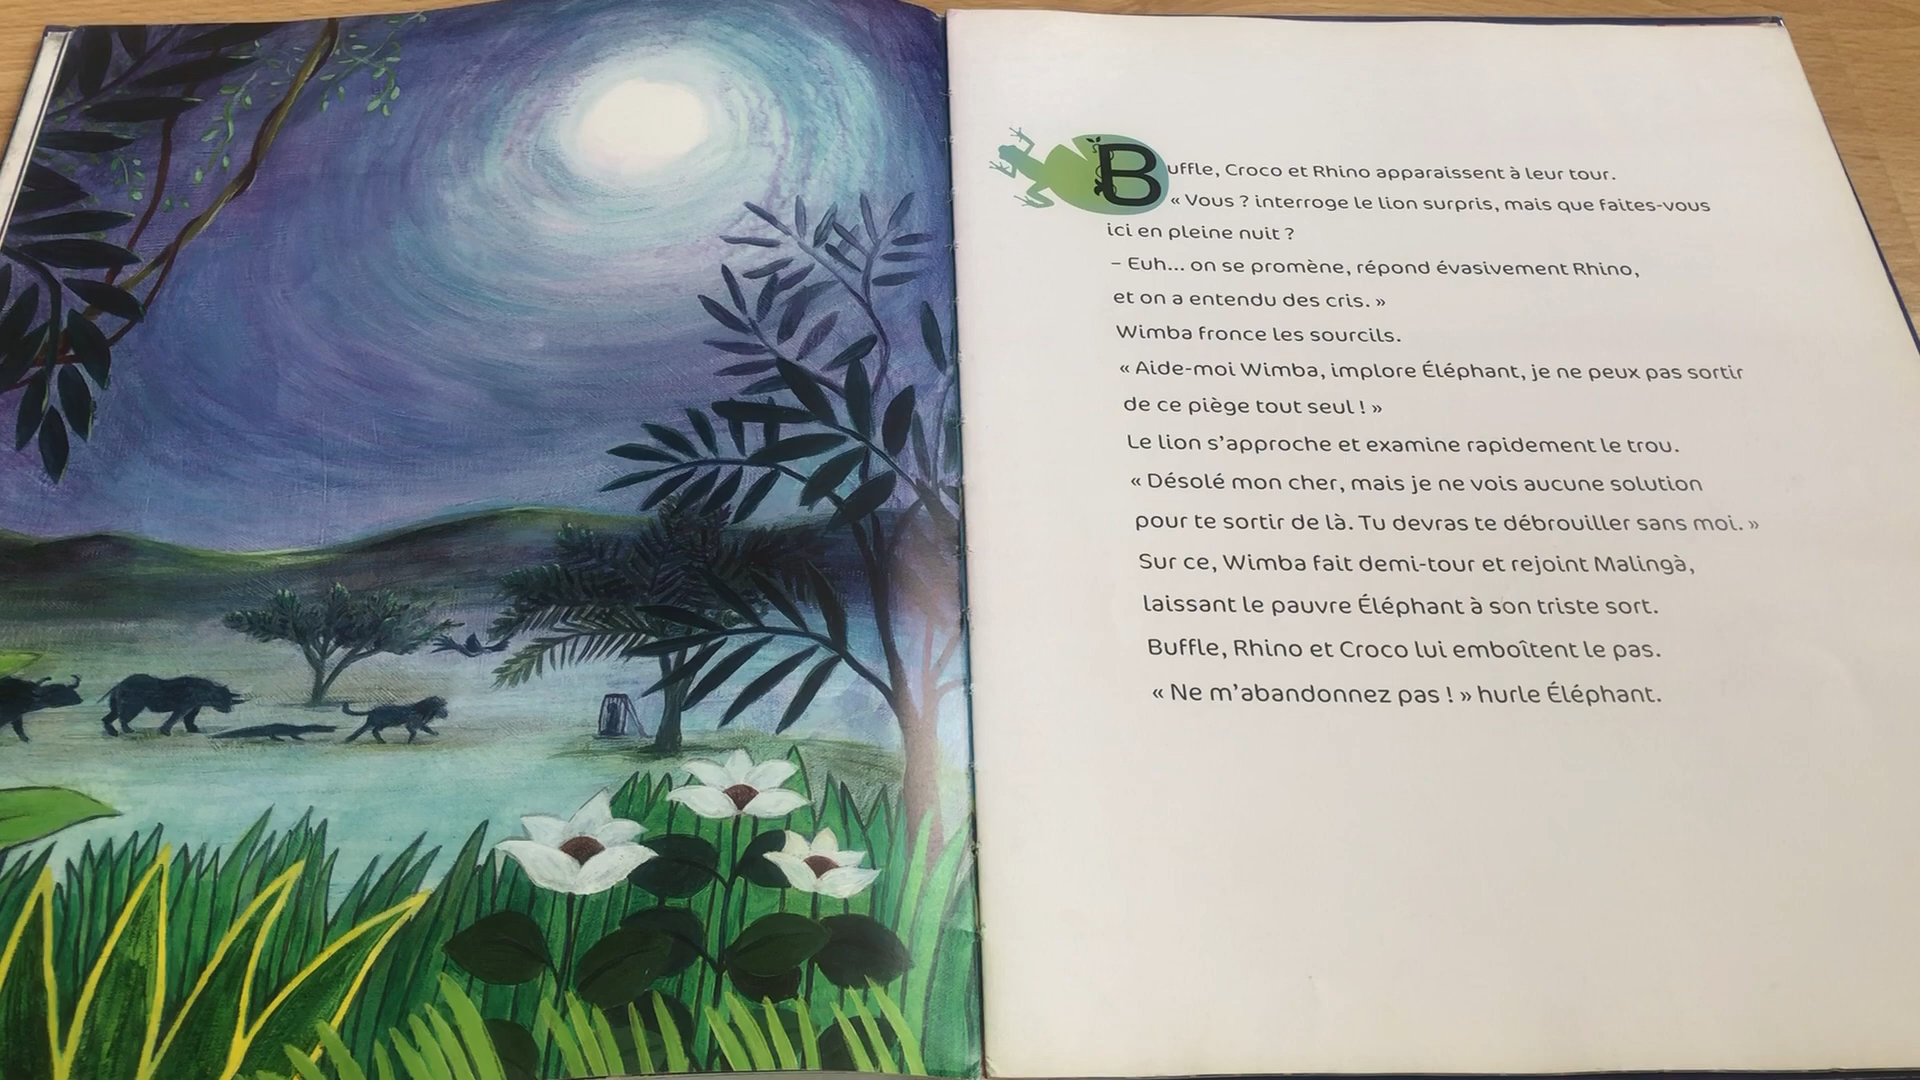 Buffle, Croco et Rhino apparaissent à leur tour.
« Vous ? interroge le lion surpris, mais que faites-vous
ici en pleine nuit ?
– Euh... on se promène, répond évasivement Rhino,
et on a entendu des cris. »
Wimba fronce les sourcils.
« Aide-moi Wimba, implore Éléphant, je ne peux pas sortir
de ce piège tout seul ! »
Le lion s’approche et examine rapidement le trou.
« Désolé mon cher, mais je ne vois aucune solution
pour te sortir de là. Tu devras te débrouiller sans moi. »
Sur ce, Wimba fait demi-tour et rejoint Malingà,
laissant le pauvre Éléphant à son triste sort.
Buffle, Rhino et Croco lui emboîtent le pas.
« Ne m’abandonnez pas ! » hurle Éléphant.